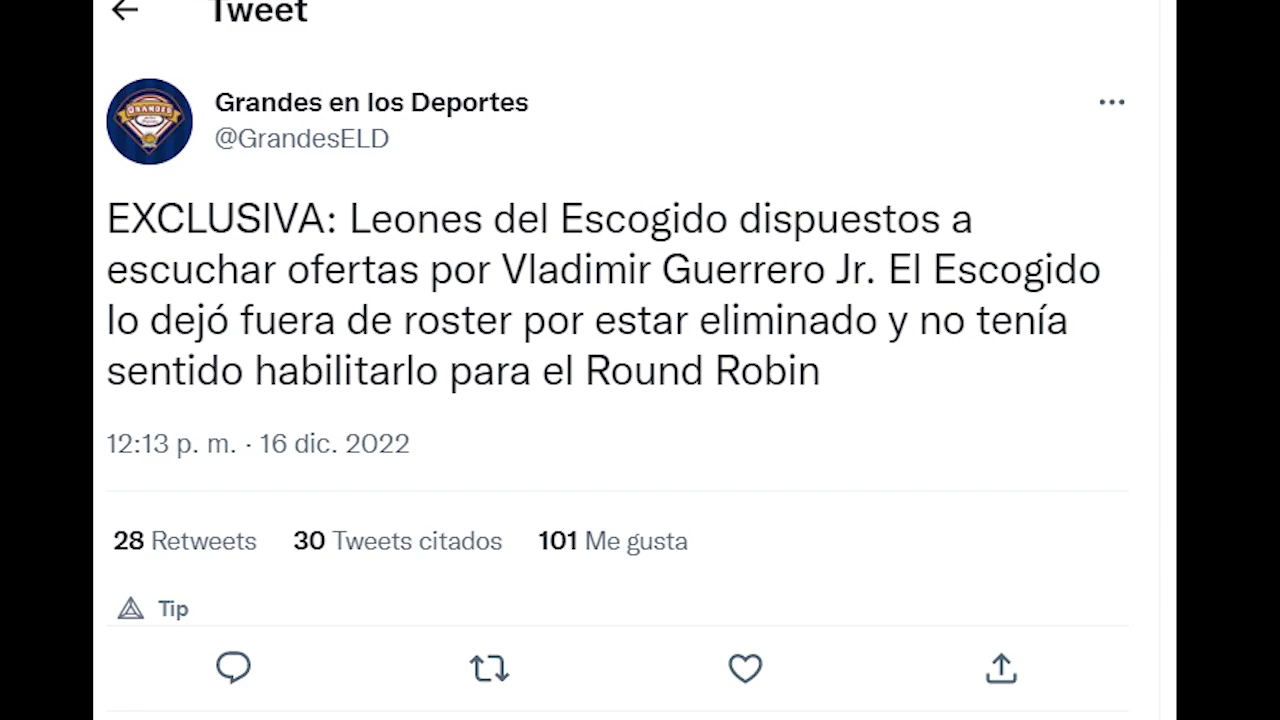 Tweet
GRANDES
Grandes en los Deportes
@GrandesELD
EXCLUSIVA: Leones del Escogido dispuestos a
escuchar ofertas por Vladimir Guerrero Jr. El Escogido
lo dejó fuera de roster por estar eliminado y no tenía
sentido habilitarlo para el Round Robin
12:13 p. m. · 16 dic. 2022
28 Retweets 30 Tweets citados 101 Me gusta
Tip